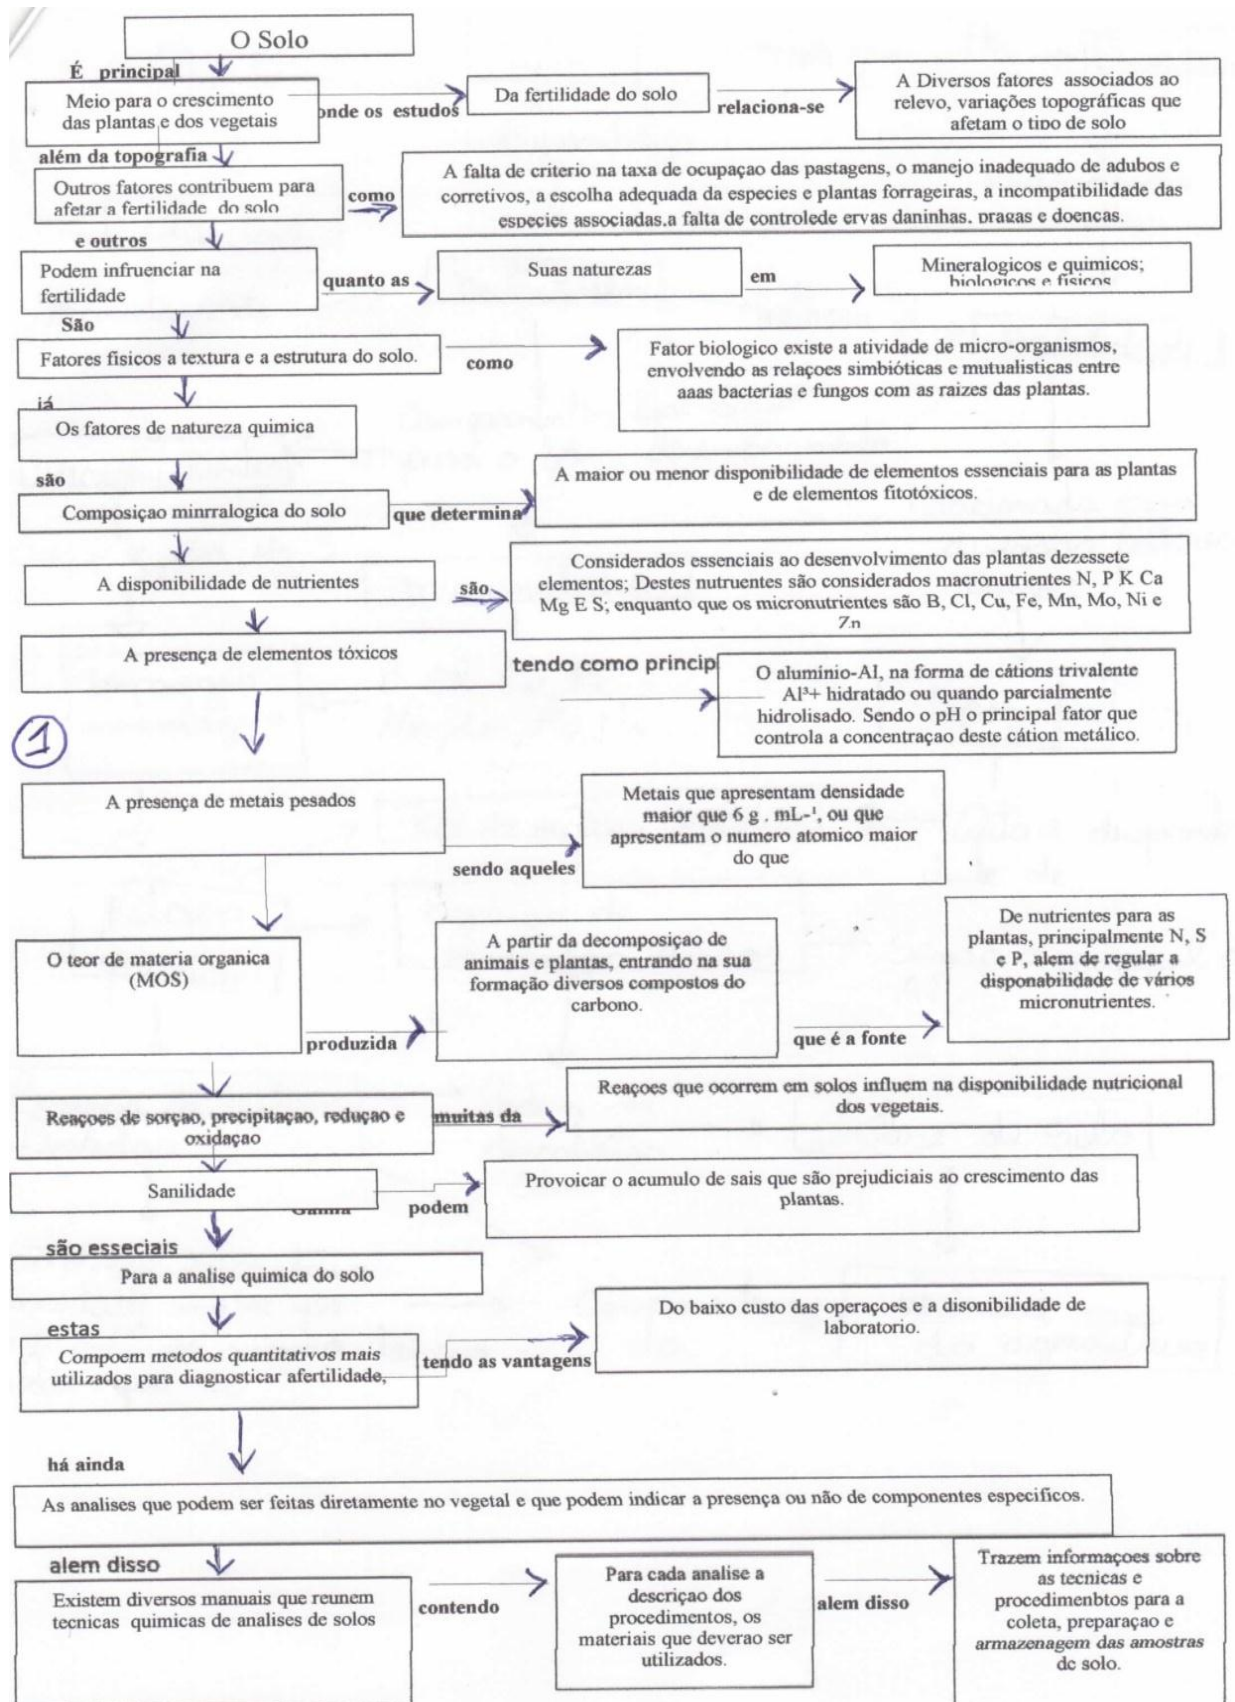 O Solo
É principal
Meio para o crescimento
das plantas e dos vegetais
onde os estudos
Da fertilidade do solo
relaciona-se
A Diversos fatores associados ao
relevo, variações topográficas que
afetam o tipo de solo
além da topografia
Outros fatores contribuem para
afetar a fertilidade do solo
como
A falta de criterio na taxa de ocupaçao das pastagens, o manejo inadequado de adubos e
corretivos, a escolha adequada da especies e plantas forrageiras, a incompatibilidade das
especies associadas,a falta de controlede ervas daninhas, pragas e doenças.
e outros
Podem infruenciar na
fertilidade
quanto as
Suas naturezas
em
Mineralogicos e quimicos;
biologicos e fisicos
São
Fatores fisicos a textura e a estrutura do solo.
como
Fator biologico existe a atividade de micro-organismos,
envolvendo as relaçoes simbióticas e mutualisticas entre
aaas bacterias e fungos com as raizes das plantas.
já
Os fatores de natureza quimica
são
Composiçao minrralogica do solo
que determina
A maior ou menor disponibilidade de elementos essenciais para as plantas
e de elementos fitotóxicos.
A disponibilidade de nutrientes
são
Considerados essenciais ao desenvolvimento das plantas dezessete
elementos; Destes nutruentes são considerados macronutrientes N, P K Ca
Mg E S; enquanto que os micronutrientes são B, Cl, Cu, Fe, Mn, Mo, Ni e
Zn
A presença de elementos tóxicos
tendo como princip
O alumínio-Al, na forma de cátions trivalente
Al³+ hidratado ou quando parcialmente
hidrolisado. Sendo o pH o principal fator que
controla a concentraçao deste cátion metálico.
1
A presença de metais pesados
sendo aqueles
Metais que apresentam densidade
maior que 6 g . mL-¹, ou que
apresentam o numero atomico maior
do que
O teor de materia organica
(MOS)
produzida
A partir da decomposiçao de
animais e plantas, entrando na sua
formação diversos compostos do
carbono.
que é a fonte
De nutrientes para as
plantas, principalmente N, S
e P, alem de regular a
disponabilidade de vários
micronutrientes.
Reaçoes de sorçao, precipitaçao, reduçao e
oxidaçao
muitas da
Reaçoes que ocorrem em solos influem na disponibilidade nutricional
dos vegetais.
Sanilidade
podem
Provoicar o acumulo de sais que são prejudiciais ao crescimento das
plantas.
são esseciais
Para a analise quimica do solo
estas
Compoem metodos quantitativos mais
utilizados para diagnosticar afertilidade,
tendo as vantagens
Do baixo custo das operaçoes e a disonibilidade de
laboratorio.
há ainda
As analises que podem ser feitas diretamente no vegetal e que podem indicar a presença ou não de componentes especificos.
alem disso
Existem diversos manuais que reunem
tecnicas quimicas de analises de solos
contendo
Para cada analise a
descriçao dos
procedimentos, os
materiais que deverao ser
utilizados.
alem disso
Trazem informaçoes sobre
as tecnicas e
procedimenbtos para a
coleta, preparaçao e
armazenagem das amostras
de solo.